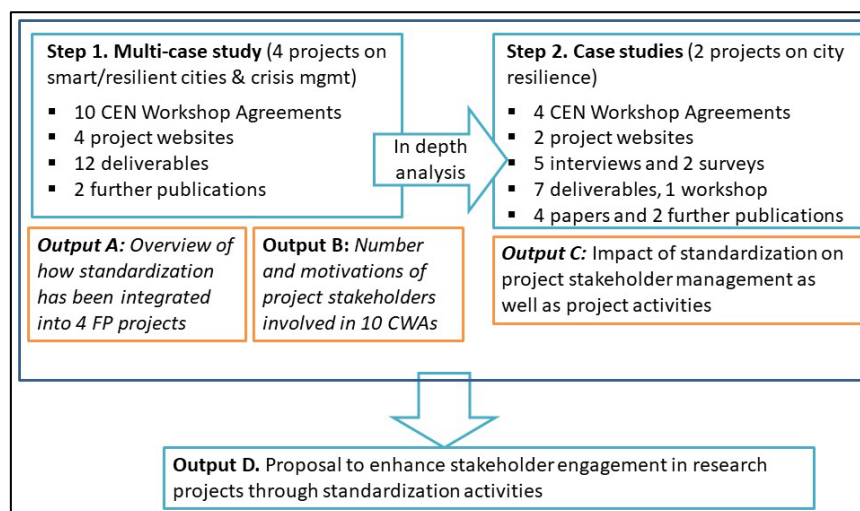 Step 1. Multi-case study (4 projects on
smart/resilient cities & crisis mgmt)
▪ 10 CEN Workshop Agreements
▪ 4 project websites
▪ 12 deliverables
▪ 2 further publications
In depth
analysis
Step 2. Case studies (2 projects on city
resilience)
▪ 4 CEN Workshop Agreements
▪ 2 project websites
▪ 5 interviews and 2 surveys
▪ 7 deliverables, 1 workshop
▪ 4 papers and 2 further publications
Output A: Overview of
how standardization
has been integrated
into 4 FP projects
Output B: Number
and motivations of
project stakeholders
involved in 10 CWAs
Output C: Impact of standardization on
project stakeholder management as
well as project activities
Output D. Proposal to enhance stakeholder engagement in research
projects through standardization activities